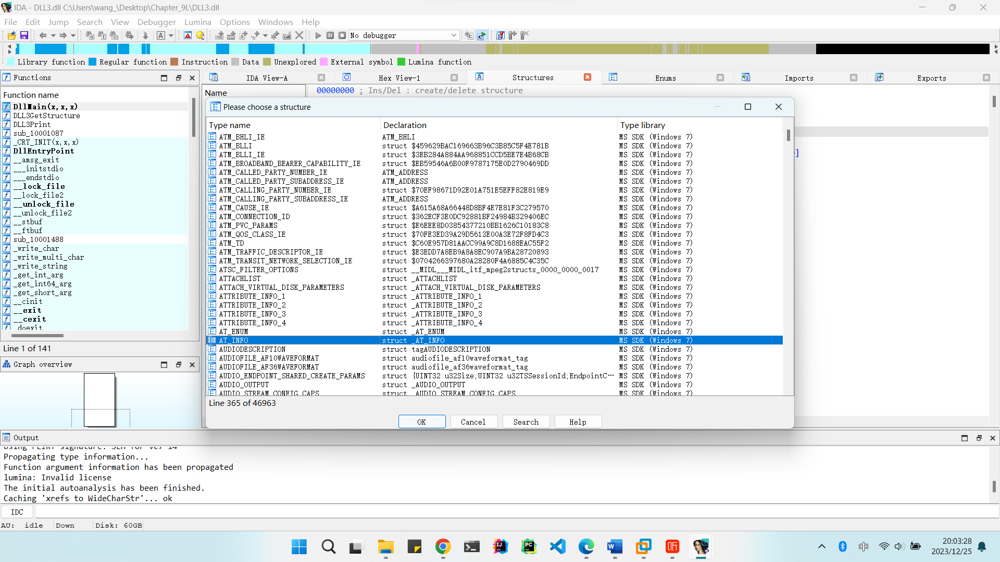 IDA - DLL3.dll C:\Users\wang_\Desktop\Chapter_9L\DLL3.dll
File Edit Jump Search View Debugger Lumina Options Windows Help
No debugger
Library function Regular function Instruction Data Unexplored External symbol Lumina function
Functions
IDA View-A Hex View-1 Structures Enums Imports Exports
Function name
DllMain(x,x,x)
DLL3GetStructure
DLL3Print
sub_10001087
_CRT_INIT(x,x,x)
DllEntryPoint
__amsg_exit
___initstdio
___endstdio
__lock_file
__lock_file2
__unlock_file
__unlock_file2
__stbuf
__ftbuf
sub_10001488
_write_char
_write_multi_char
_write_string
_get_int_arg
_get_int64_arg
_get_short_arg
__cinit
__exit
__cexit
_doexit
Line 1 of 141
Graph overview
Name
00000000 ; Ins/Del : create/delete structure
Please choose a structure
Type name Declaration Type library
ATM_BHLI_IE ATM_BHLI MS SDK (Windows 7)
ATM_BLLI struct $459629BAC169663B96C3B85C5F4E781B MS SDK (Windows 7)
ATM_BLLI_IE struct $3EB284A884AA968851CCD5BE7E4B68CB MS SDK (Windows 7)
ATM_BROADBAND_BEARER_CAPABILITY_IE struct $EB59546A6B00F9787175E0D2790469DD MS SDK (Windows 7)
ATM_CALLED_PARTY_NUMBER_IE ATM_ADDRESS MS SDK (Windows 7)
ATM_CALLED_PARTY_SUBADDRESS_IE ATM_ADDRESS MS SDK (Windows 7)
ATM_CALLING_PARTY_NUMBER_IE struct $70EF98671D92E01A751E5EFF82E819E9 MS SDK (Windows 7)
ATM_CALLING_PARTY_SUBADDRESS_IE ATM_ADDRESS MS SDK (Windows 7)
ATM_CAUSE_IE struct $A615A68A66448D8BF4E7E81F3C279570 MS SDK (Windows 7)
ATM_CONNECTION_ID struct $362ECF3E0DC92881BF24984B329406EC MS SDK (Windows 7)
ATM_PVC_PARAMS struct $E6EEE8D03854377210BB1626C10183C8 MS SDK (Windows 7)
ATM_QOS_CLASS_IE struct $70FE3ED39A29D5613E00A3E72F8FD4C3 MS SDK (Windows 7)
ATM_TD struct $C60E957D81AACC99A9C8D1688EAC55F2 MS SDK (Windows 7)
ATM_TRAFFIC_DESCRIPTOR_IE struct $E3EDD7A8EB9A8A8EC907A9BA28720893 MS SDK (Windows 7)
ATM_TRANSIT_NETWORK_SELECTION_IE struct $0704266397680A28280F4A6885C4C35C MS SDK (Windows 7)
ATSC_FILTER_OPTIONS struct __MIDL___MIDL_itf_mpeg2structs_0000_0000_0017 MS SDK (Windows 7)
ATTACHLIST struct _ATTACHLIST MS SDK (Windows 7)
ATTACH_VIRTUAL_DISK_PARAMETERS struct _ATTACH_VIRTUAL_DISK_PARAMETERS MS SDK (Windows 7)
ATTRIBUTE_INFO_1 struct _ATTRIBUTE_INFO_1 MS SDK (Windows 7)
ATTRIBUTE_INFO_2 struct _ATTRIBUTE_INFO_2 MS SDK (Windows 7)
ATTRIBUTE_INFO_3 struct _ATTRIBUTE_INFO_3 MS SDK (Windows 7)
ATTRIBUTE_INFO_4 struct _ATTRIBUTE_INFO_4 MS SDK (Windows 7)
AT_ENUM struct _AT_ENUM MS SDK (Windows 7)
AT_INFO struct _AT_INFO MS SDK (Windows 7)
AUDIODESCRIPTION struct tagAUDIODESCRIPTION MS SDK (Windows 7)
AUDIOFILE_AF10WAVEFORMAT struct audiofile_af10waveformat_tag MS SDK (Windows 7)
AUDIOFILE_AF36WAVEFORMAT struct audiofile_af36waveformat_tag MS SDK (Windows 7)
AUDIO_ENDPOINT_SHARED_CREATE_PARAMS struct {UINT32 u32Size;UINT32 u32TSSessionId;EndpointC… MS SDK (Windows 7)
AUDIO_OUTPUT struct _AUDIO_OUTPUT MS SDK (Windows 7)
AUDIO_STREAM_CONFIG_CAPS struct _AUDIO_STREAM_CONFIG_CAPS MS SDK (Windows 7)
Line 365 of 46963
OK Cancel Search Help
Output
Using FLIRT signature: SEH for vc7-14
Propagating type information...
Function argument information has been propagated
lumina: Invalid license
The initial autoanalysis has been finished.
Caching 'xrefs to WideCharStr'... ok
IDC
AU: idle Down Disk: 60GB
中
20:03:28
2023/12/25